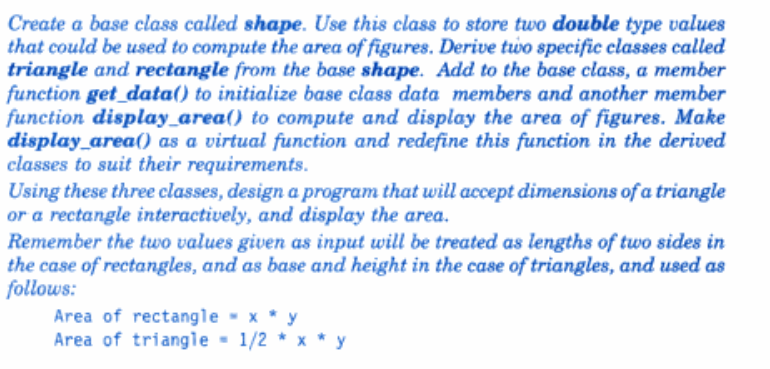 Create a base class called shape. Use this class to store two double type values
that could be used to compute the area of figures. Derive two specific classes called
triangle and rectangle from the base shape. Add to the base class, a member
function get_data() to initialize base class data members and another member
function display_area() to compute and display the area of figures. Make
display_area() as a virtual function and redefine this function in the derived
classes to suit their requirements.
Using these three classes, design a program that will accept dimensions of a triangle
or a rectangle interactively, and display the area.
Remember the two values given as input will be treated as lengths of two sides in
the case of rectangles, and as base and height in the case of triangles, and used as
follows:
Area of rectangle = x * y
Area of triangle = 1/2 * x * y